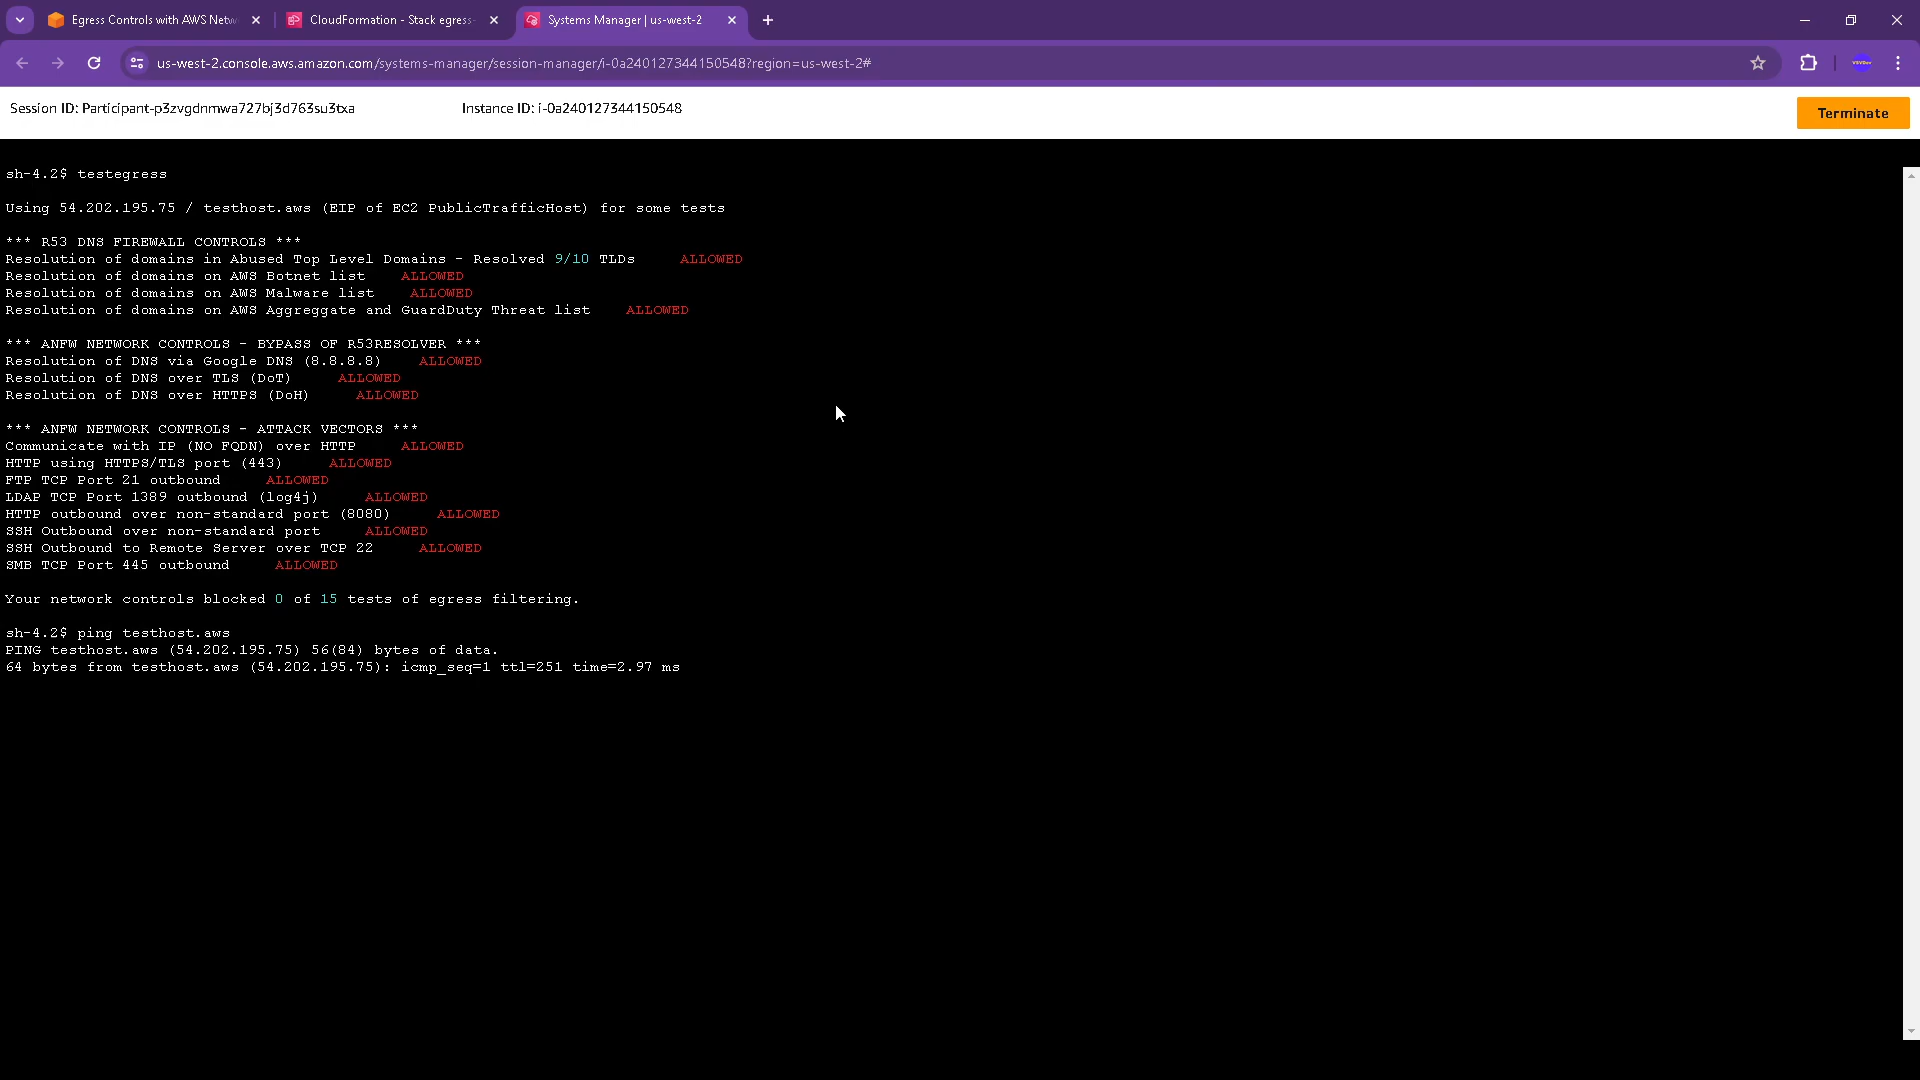 Egress Controls with AWS Netw
CloudFormation - Stack egress-
Systems Manager | us-west-2
us-west-2.console.aws.amazon.com/systems-manager/session-manager/i-0a240127344150548?region=us-west-2#
Session ID: Participant-p3zvgdnmwa727bj3d763su3txa
Instance ID: i-0a240127344150548
Terminate
sh-4.2$ testegress
Using 54.202.195.75 / testhost.aws (EIP of EC2 PublicTrafficHost) for some tests
*** R53 DNS FIREWALL CONTROLS ***
Resolution of domains in Abused Top Level Domains - Resolved 9/10 TLDs ALLOWED
Resolution of domains on AWS Botnet list ALLOWED
Resolution of domains on AWS Malware list ALLOWED
Resolution of domains on AWS Aggreggate and GuardDuty Threat list ALLOWED
*** ANFW NETWORK CONTROLS - BYPASS OF R53RESOLVER ***
Resolution of DNS via Google DNS (8.8.8.8) ALLOWED
Resolution of DNS over TLS (DoT) ALLOWED
Resolution of DNS over HTTPS (DoH) ALLOWED
*** ANFW NETWORK CONTROLS - ATTACK VECTORS ***
Communicate with IP (NO FQDN) over HTTP ALLOWED
HTTP using HTTPS/TLS port (443) ALLOWED
FTP TCP Port 21 outbound ALLOWED
LDAP TCP Port 1389 outbound (log4j) ALLOWED
HTTP outbound over non-standard port (8080) ALLOWED
SSH Outbound over non-standard port ALLOWED
SSH Outbound to Remote Server over TCP 22 ALLOWED
SMB TCP Port 445 outbound ALLOWED
Your network controls blocked 0 of 15 tests of egress filtering.
sh-4.2$ ping testhost.aws
PING testhost.aws (54.202.195.75) 56(84) bytes of data.
64 bytes from testhost.aws (54.202.195.75): icmp_seq=1 ttl=251 time=2.97 ms